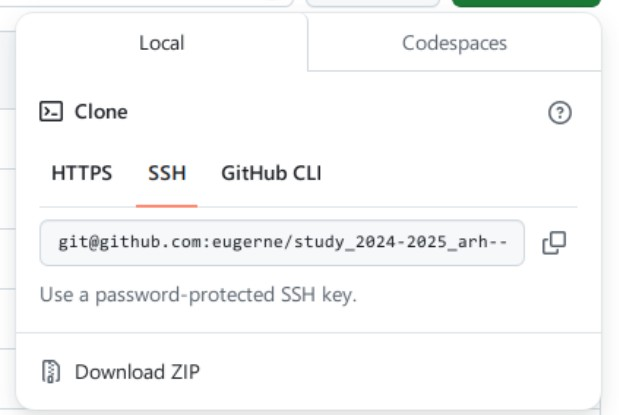 Local
Codespaces
Clone
HTTPS
SSH
GitHub CLI
git@github.com:eugerne/study_2024-2025_arh--
Use a password-protected SSH key.
Download ZIP